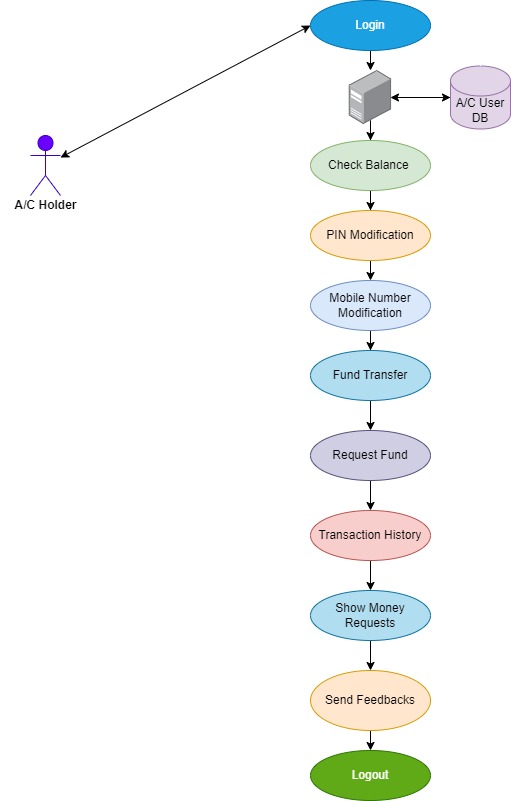 Login
A/C User
DB
A/C Holder
Check Balance
PIN Modification
Mobile Number
Modification
Fund Transfer
Request Fund
Transaction History
Show Money
Requests
Send Feedbacks
Logout